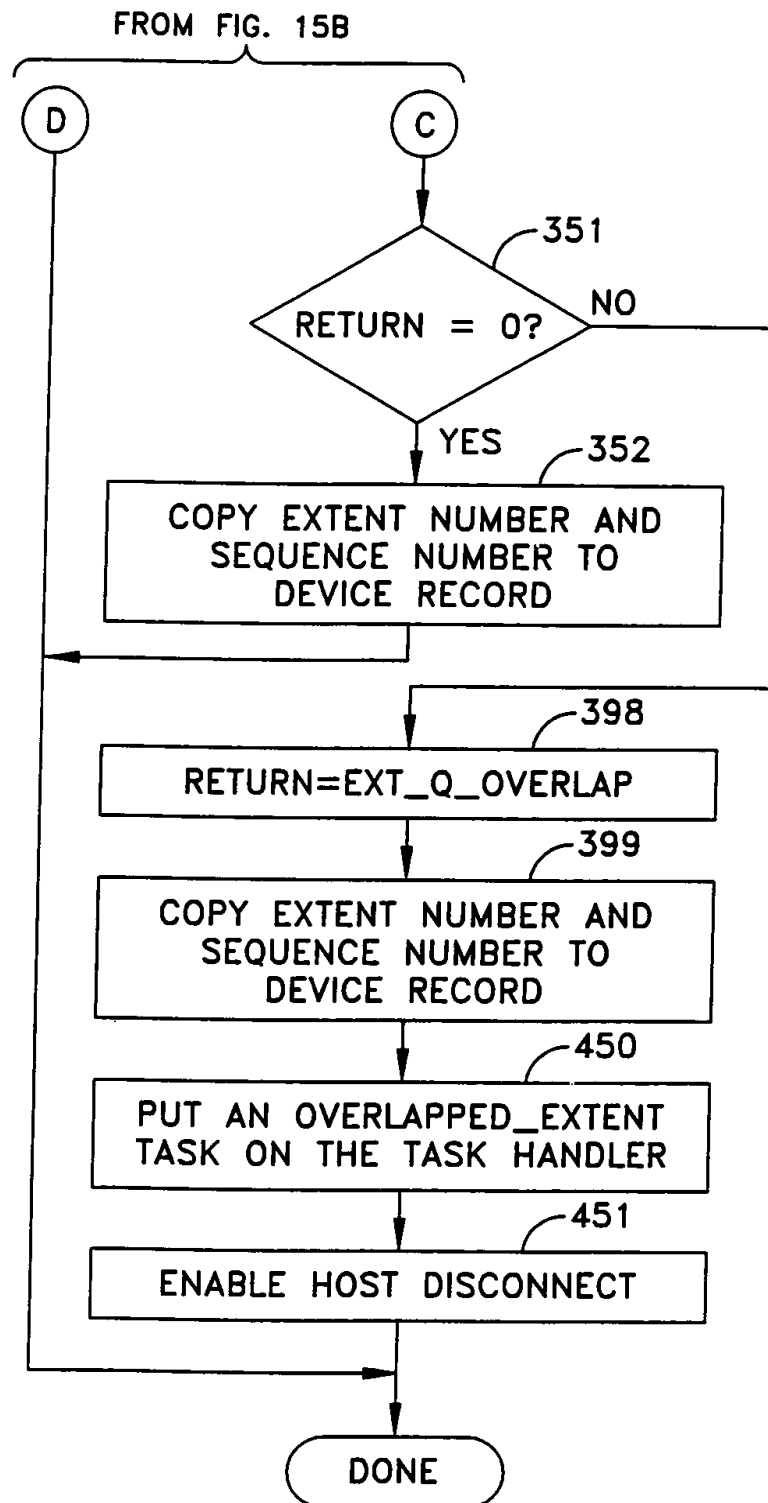 FROM FIG. 15B
D
C
351
RETURN = 0?
NO
YES
352
COPY EXTENT NUMBER AND
SEQUENCE NUMBER TO
DEVICE RECORD
398
RETURN=EXT_Q_OVERLAP
399
COPY EXTENT NUMBER AND
SEQUENCE NUMBER TO
DEVICE RECORD
450
PUT AN OVERLAPPED_EXTENT
TASK ON THE TASK HANDLER
451
ENABLE HOST DISCONNECT
DONE